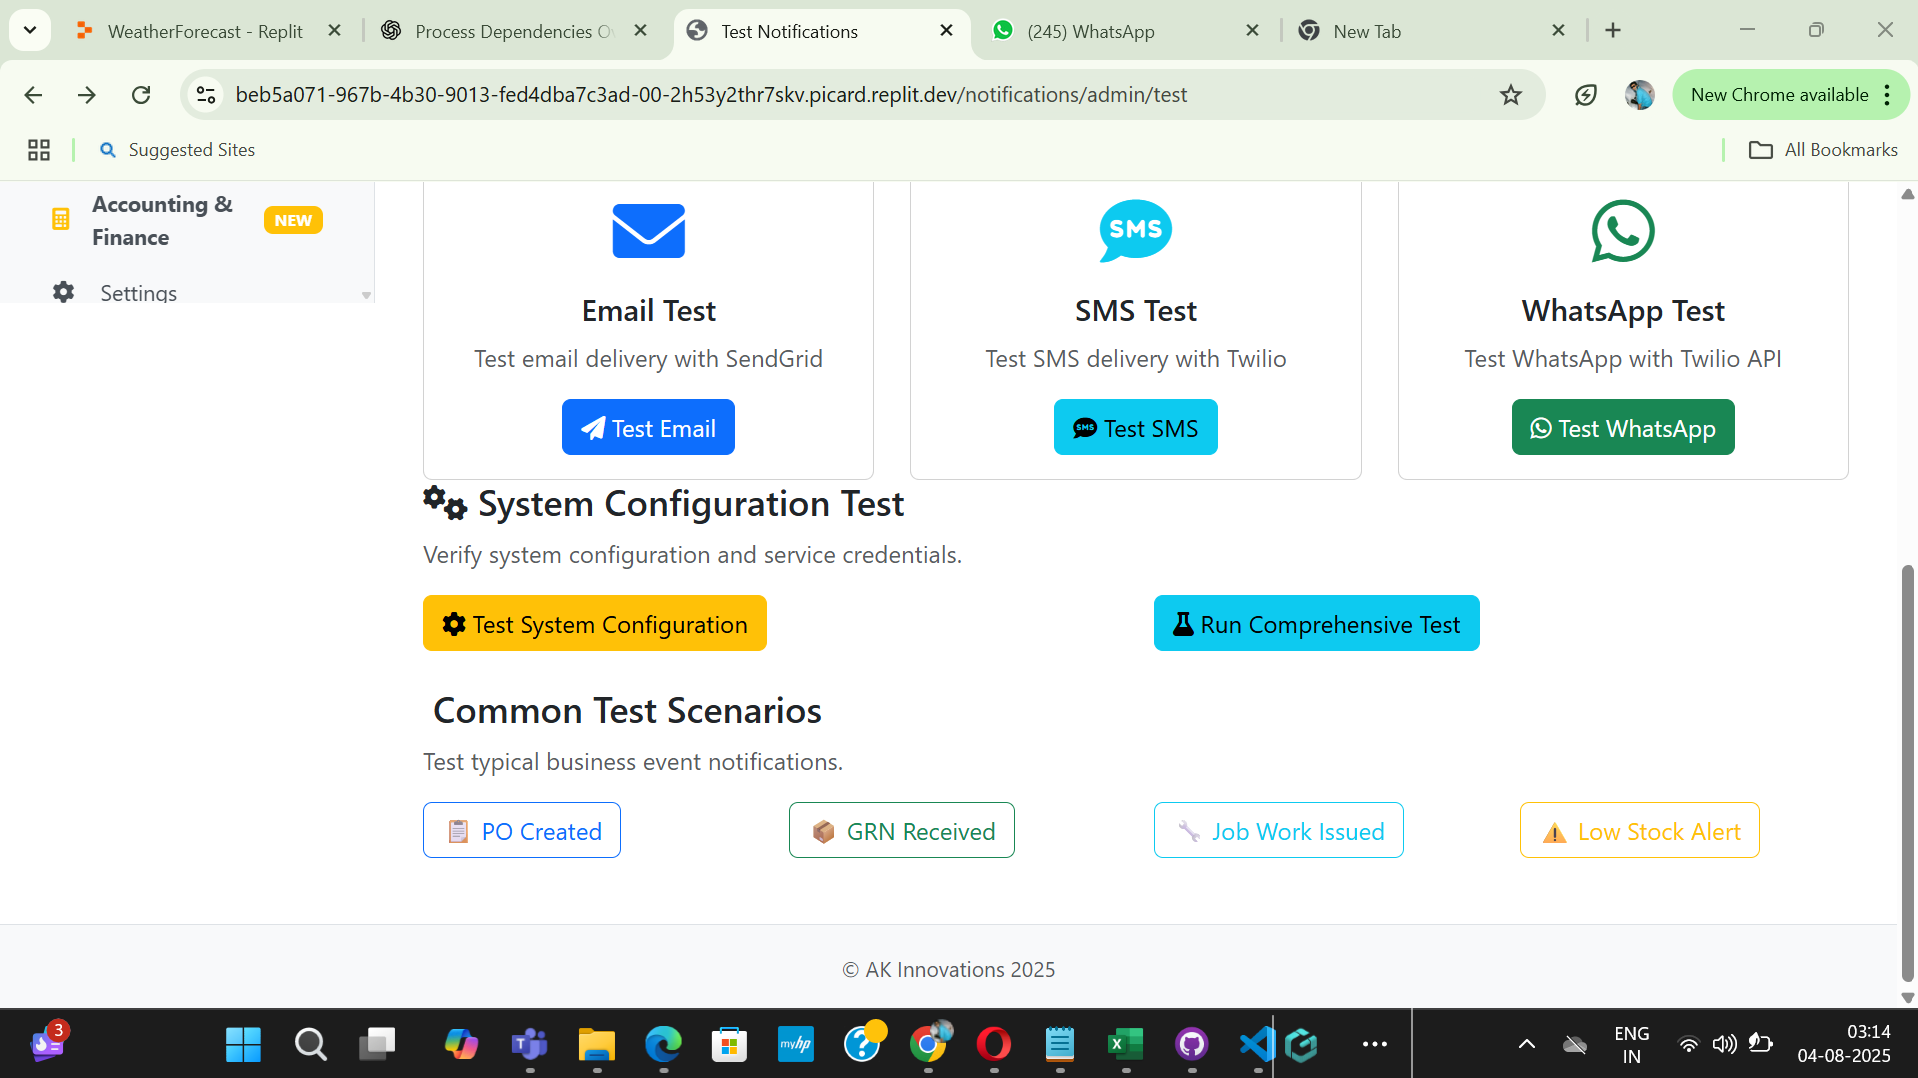 WeatherForecast - Replit
Process Dependencies O
Test Notifications
(245) WhatsApp
New Tab
beb5a071-967b-4b30-9013-fed4dba7c3ad-00-2h53y2thr7skv.picard.replit.dev/notifications/admin/test
New Chrome available
Suggested Sites
All Bookmarks
Accounting &
Finance
NEW
Settings
SMS
Email Test
SMS Test
WhatsApp Test
Test email delivery with SendGrid
Test SMS delivery with Twilio
Test WhatsApp with Twilio API
Test Email
SMS Test SMS
Test WhatsApp
System Configuration Test
Verify system configuration and service credentials.
Test System Configuration
Run Comprehensive Test
Common Test Scenarios
Test typical business event notifications.
PO Created
GRN Received
Job Work Issued
Low Stock Alert
© AK Innovations 2025
3
myhp
ENG
IN
03:14
04-08-2025